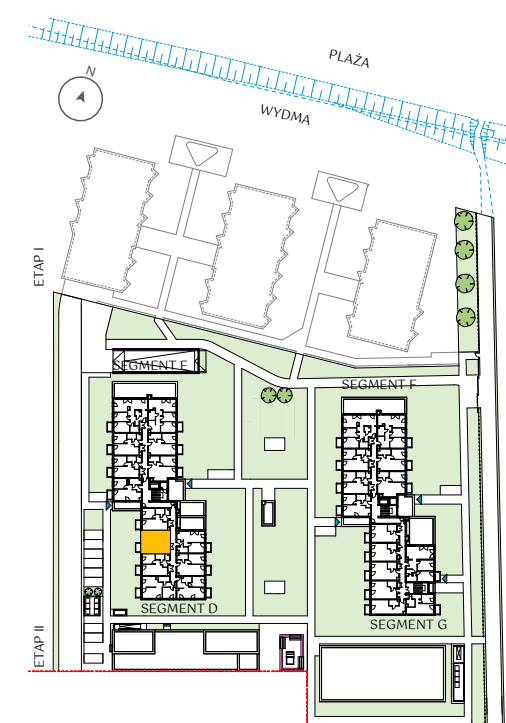 PLAŻA
N
WYDMA
ETAP I
SEGMENT E
SEGMENT F
SEGMENT D
SEGMENT G
ETAP II